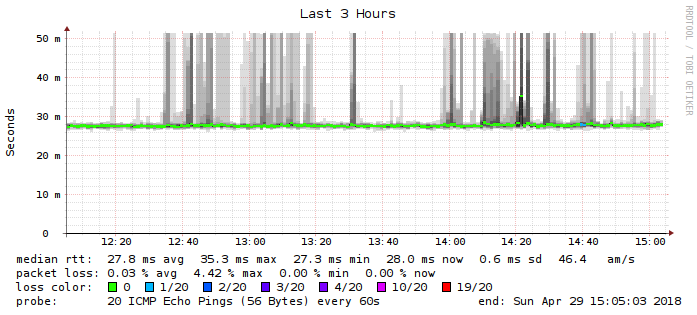 Last 3 Hours
RRDTOOL / TOBI OETIKER
Seconds
50 m
40 m
30 m
20 m
10 m
0
12:20 12:40 13:00 13:20 13:40 14:00 14:20 14:40 15:00
median rtt: 27.8 ms avg 35.3 ms max 27.3 ms min 28.0 ms now 0.6 ms sd 46.4 am/s
packet loss: 0.03 % avg 4.42 % max 0.00 % min 0.00 % now
loss color: 0 1/20 2/20 3/20 4/20 10/20 19/20
probe: 20 ICMP Echo Pings (56 Bytes) every 60s end: Sun Apr 29 15:05:03 2018